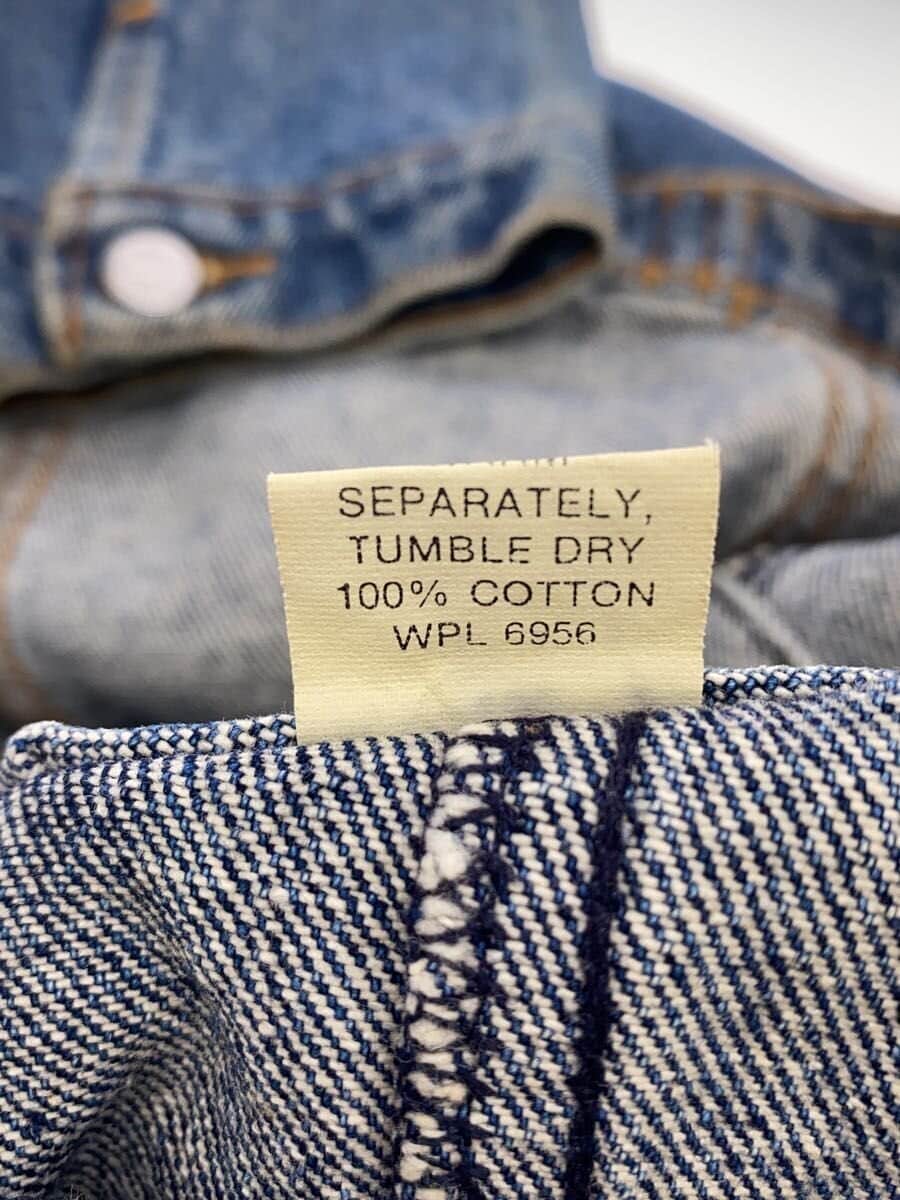 SEPARATELY,
TUMBLE DRY
100% COTTON
WPL 6956